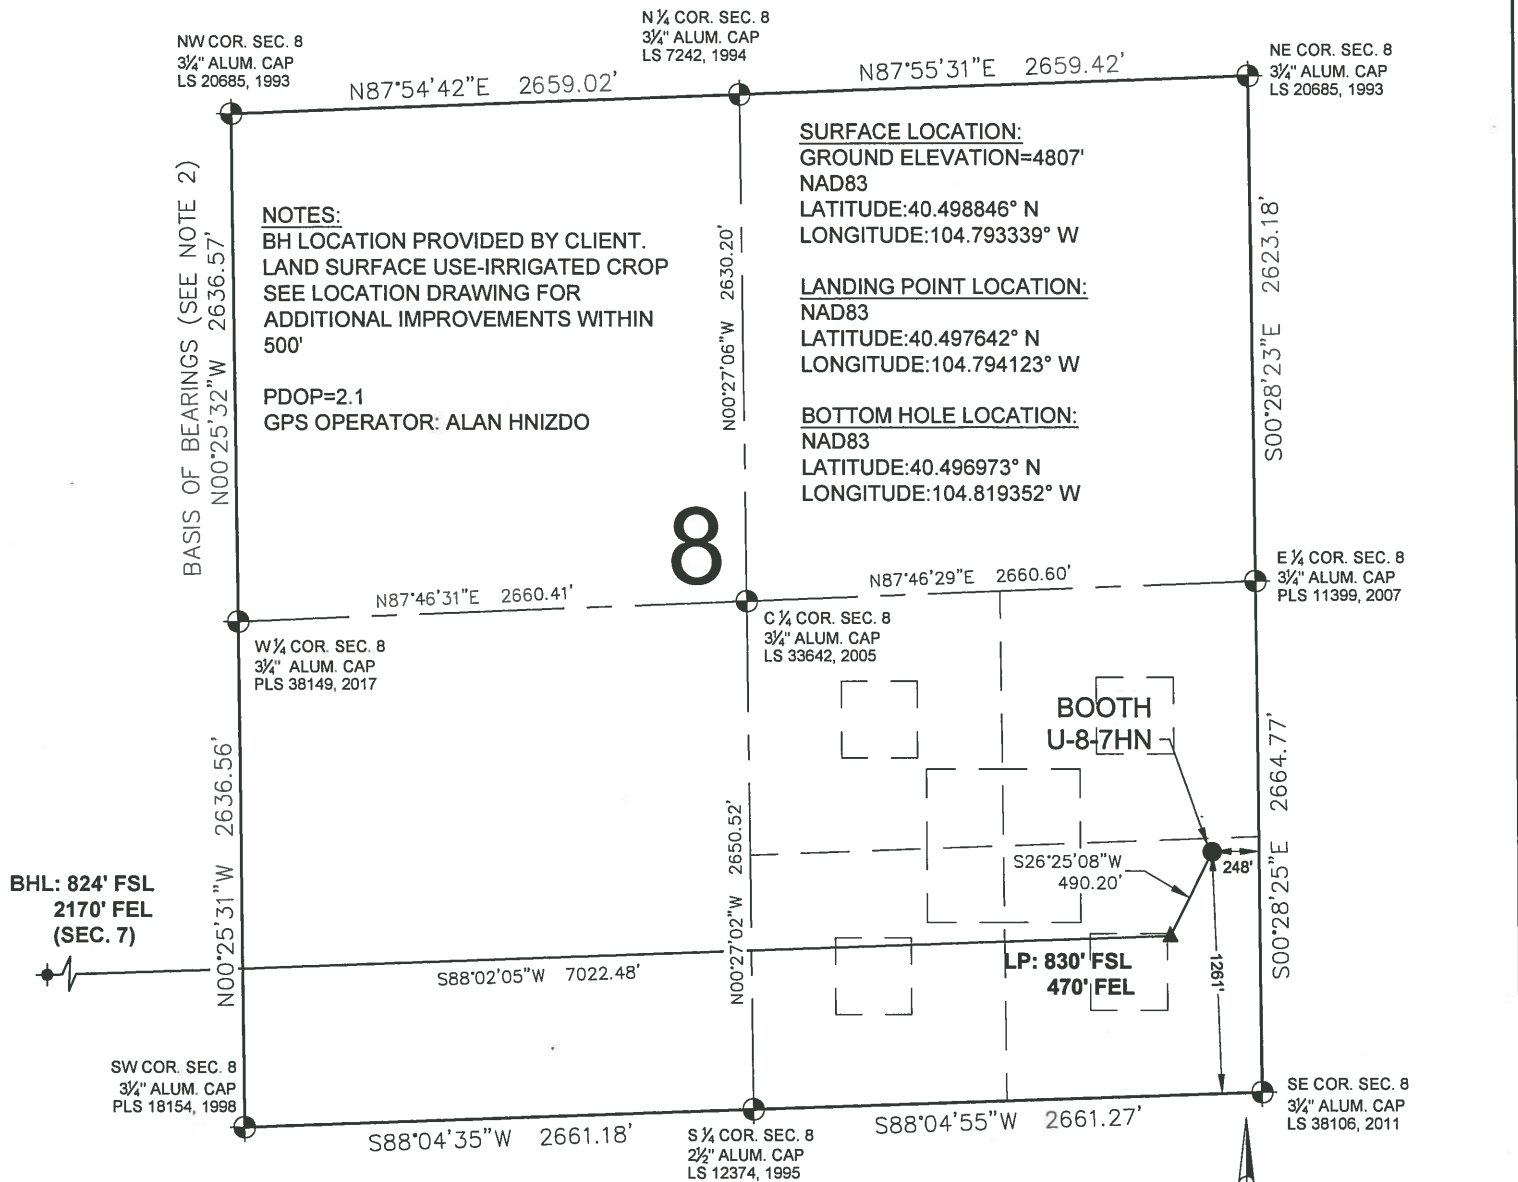 N ¼ COR. SEC. 8
3¼" ALUM. CAP
LS 7242, 1994
NW COR. SEC. 8
3¼" ALUM. CAP
LS 20685, 1993
NE COR. SEC. 8
3¼" ALUM. CAP
LS 20685, 1993
N87°54'42"E 2659.02'
N87°55'31"E 2659.42'
BASIS OF BEARINGS (SEE NOTE 2)
N00°25'32"W 2636.57'
NOTES:
BH LOCATION PROVIDED BY CLIENT.
LAND SURFACE USE-IRRIGATED CROP
SEE LOCATION DRAWING FOR
ADDITIONAL IMPROVEMENTS WITHIN
500'
PDOP=2.1
GPS OPERATOR: ALAN HNIZDO
N00°27'06"W 2630.20'
SURFACE LOCATION:
GROUND ELEVATION=4807'
NAD83
LATITUDE:40.498846° N
LONGITUDE:104.793339° W
LANDING POINT LOCATION:
NAD83
LATITUDE:40.497642° N
LONGITUDE:104.794123° W
BOTTOM HOLE LOCATION:
NAD83
LATITUDE:40.496973° N
LONGITUDE:104.819352° W
S00°28'23"E 2623.18'
8
N87°46'31"E 2660.41'
N87°46'29"E 2660.60'
E ¼ COR. SEC. 8
3¼" ALUM. CAP
PLS 11399, 2007
W ¼ COR. SEC. 8
3¼" ALUM. CAP
PLS 38149, 2017
C ¼ COR. SEC. 8
3¼" ALUM. CAP
LS 33642, 2005
BOOTH
U-8-7HN
N00°25'31"W 2636.56'
N00°27'02"W 2650.52'
S00°28'25"E 2664.77'
S26°25'08"W
490.20'
248'
1261'
BHL: 824' FSL
2170' FEL
(SEC. 7)
LP: 830' FSL
470' FEL
S88°02'05"W 7022.48'
SW COR. SEC. 8
3¼" ALUM. CAP
PLS 18154, 1998
SE COR. SEC. 8
3¼" ALUM. CAP
LS 38106, 2011
S88°04'35"W 2661.18'
S88°04'55"W 2661.27'
S ¼ COR. SEC. 8
2½" ALUM. CAP
LS 12374, 1995